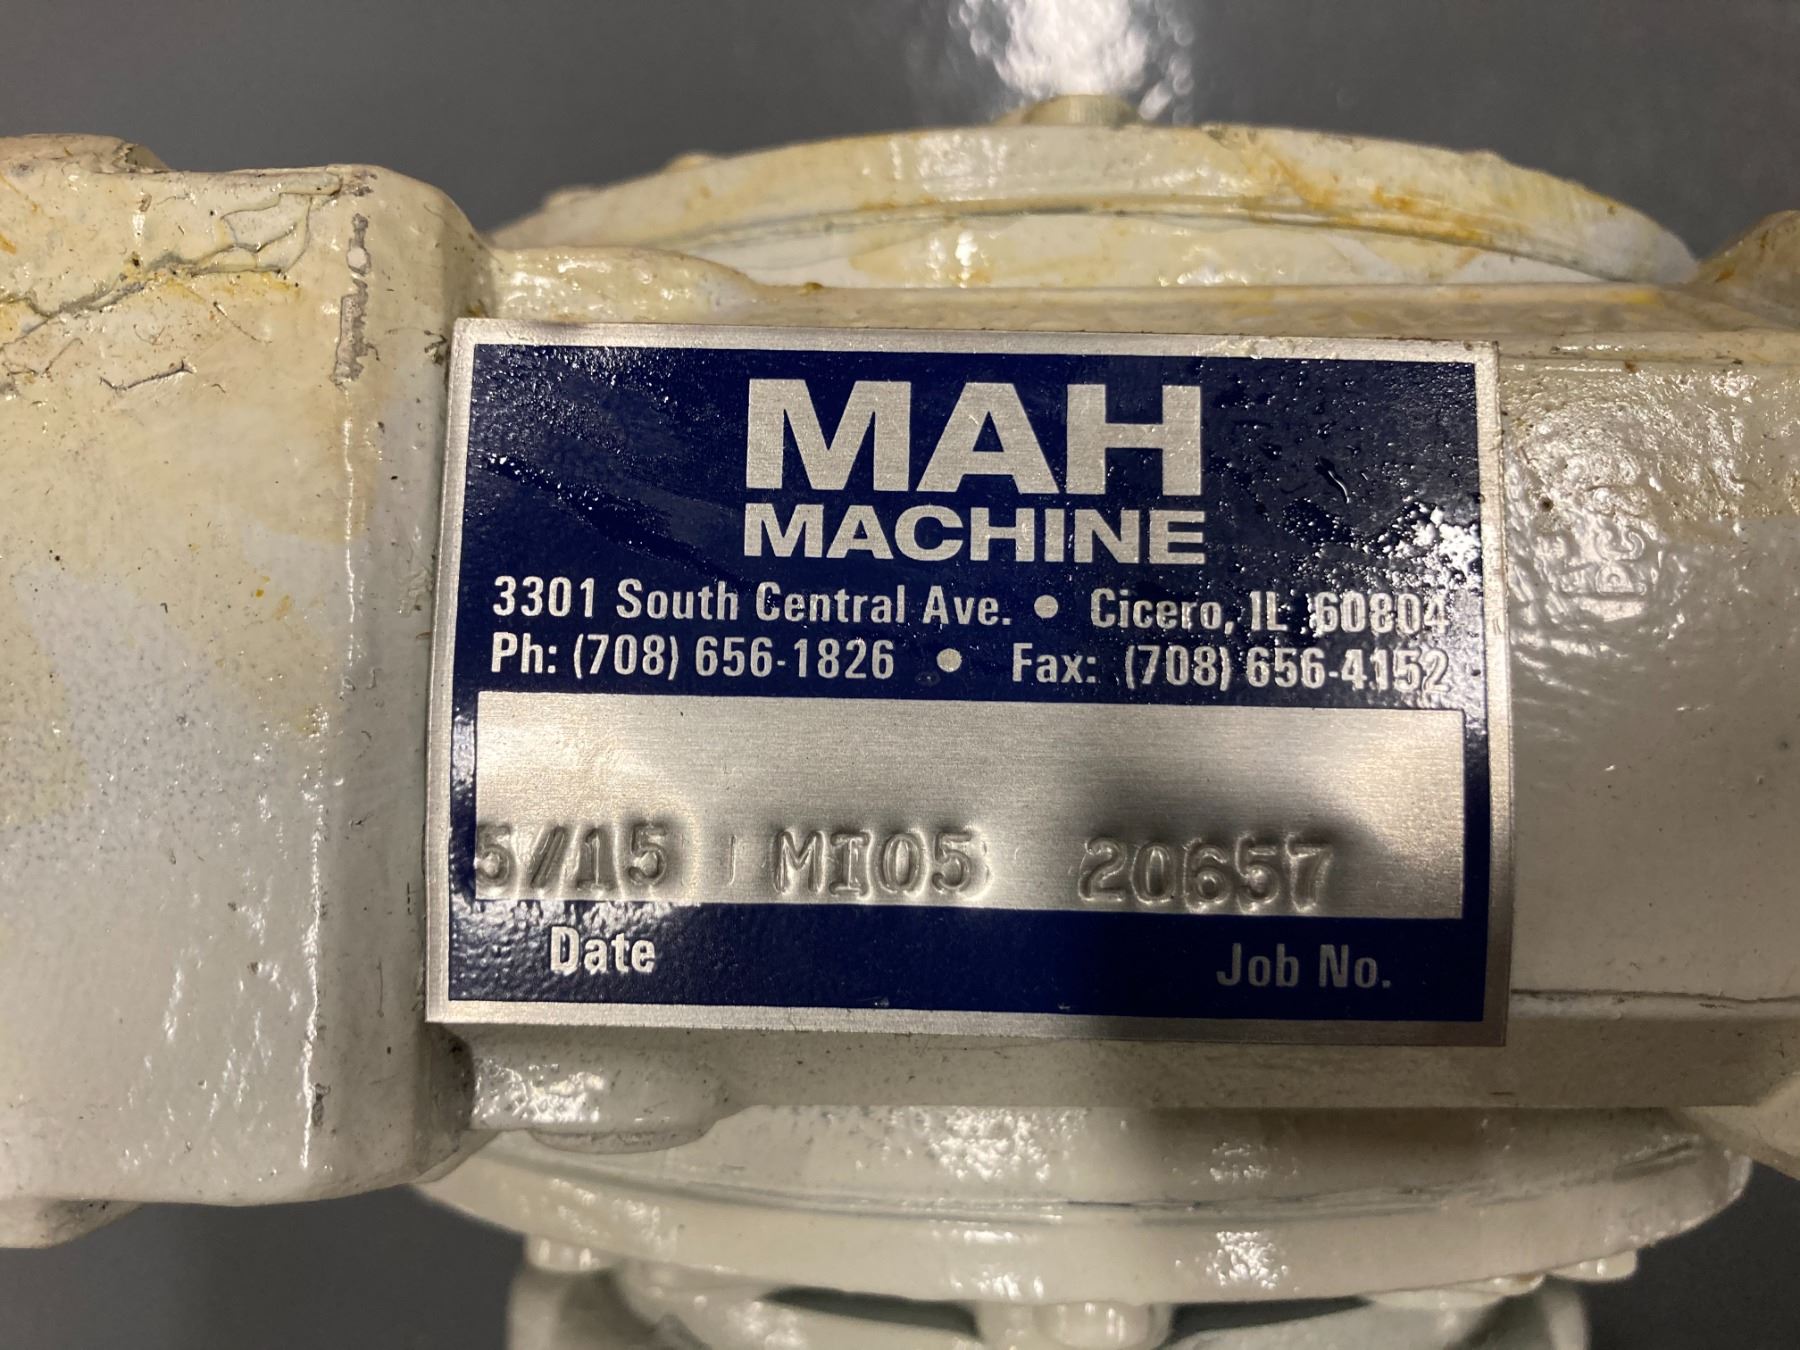 MAH
MACHINE
3301 South Central Ave. • Cicero, IL 60804
Ph: (708) 656-1826 • Fax: (708) 656-4152
5//15 MI05 20657
Date Job No.